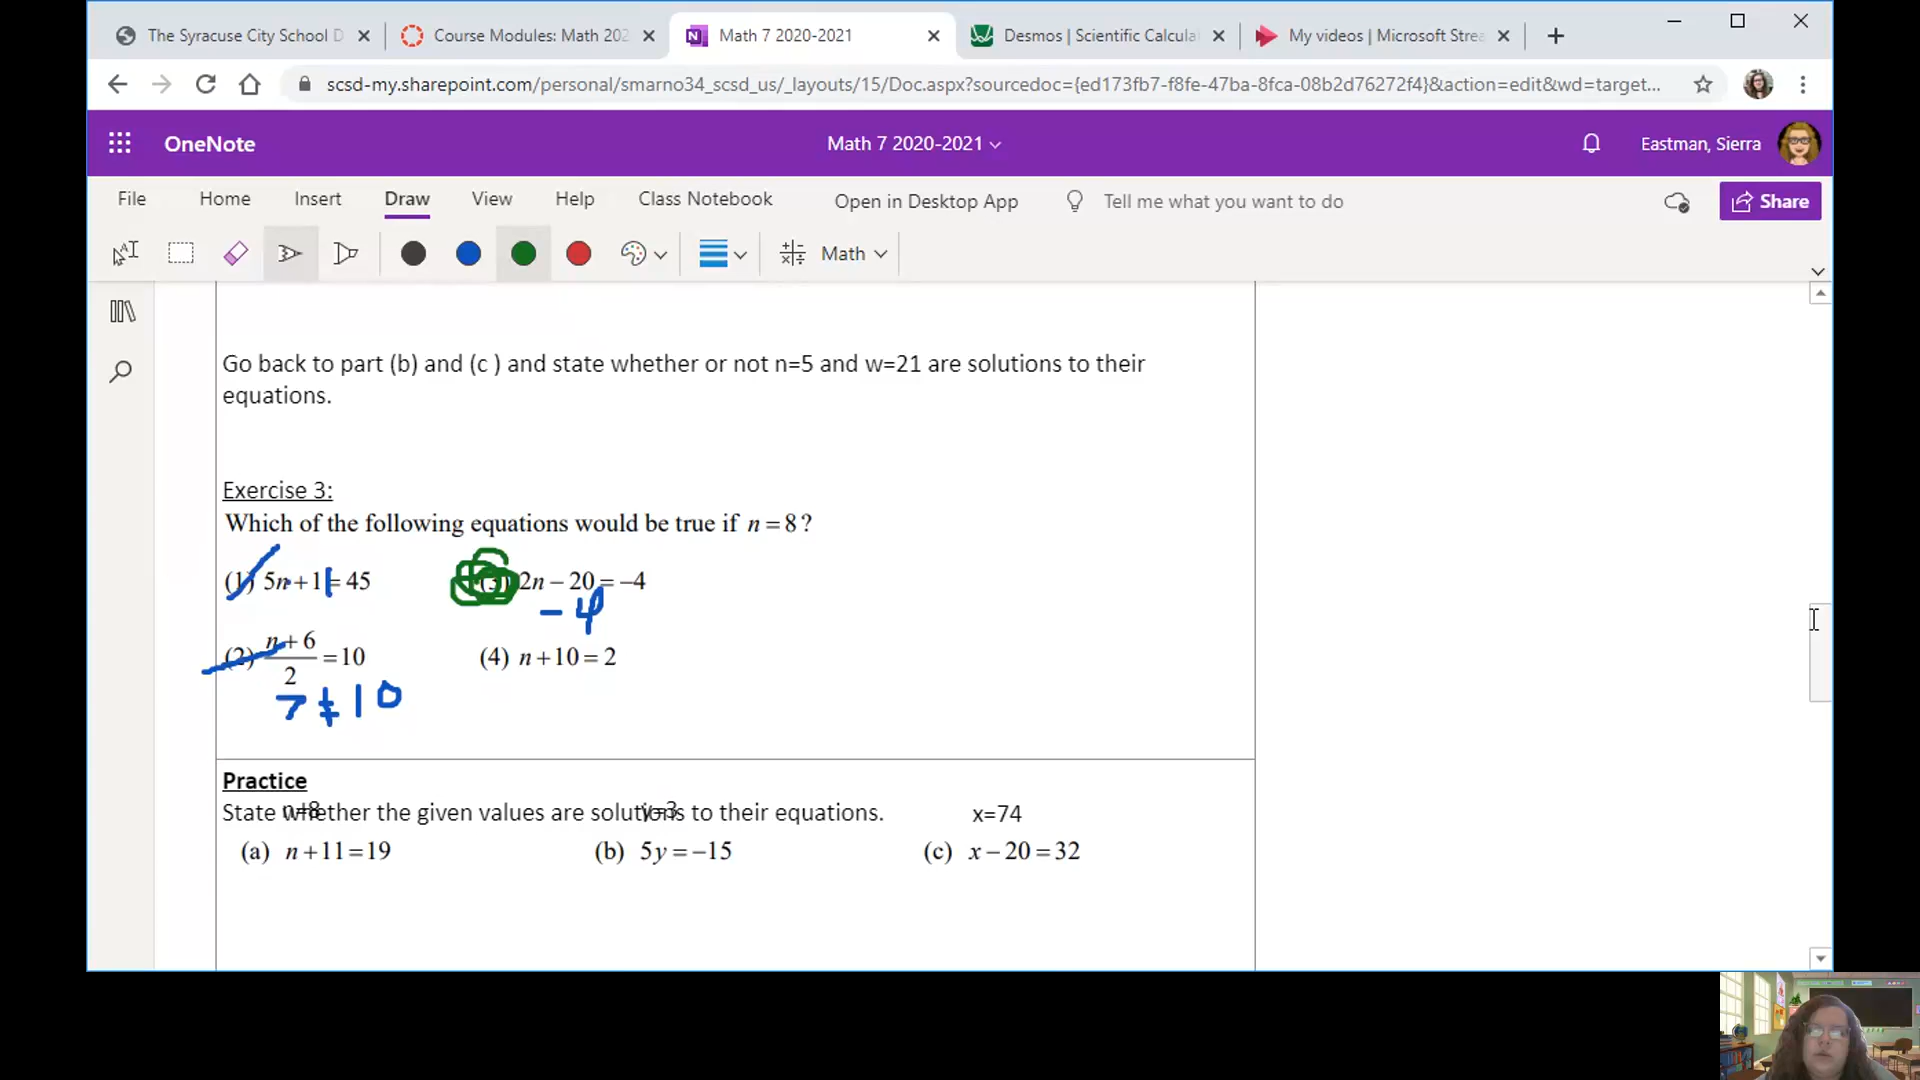 The Syracuse City School D
Course Modules: Math 202
Math 7 2020-2021
Desmos | Scientific Calcula
My videos | Microsoft Strea
scsd-my.sharepoint.com/personal/smarno34_scsd_us/_layouts/15/Doc.aspx?sourcedoc={ed173fb7-f8fe-47ba-8fca-08b2d76272f4}&action=edit&wd=target...
OneNote
Math 7 2020-2021
Eastman, Sierra
File Home Insert Draw View Help Class Notebook Open in Desktop App Tell me what you want to do Share
Math
Go back to part (b) and (c ) and state whether or not n=5 and w=21 are solutions to their
equations.
Exercise 3:
Which of the following equations would be true if n = 8?
(1) 5n + 1 = 45
(3) 2n − 20 = −4
− 4
(2) n + 6 / 2 = 10
(4) n + 10 = 2
7 ≠ 10
Practice
State whether the given values are solutions to their equations.
n=8 y=3 x=74
(a) n + 11 = 19 (b) 5y = −15 (c) x − 20 = 32